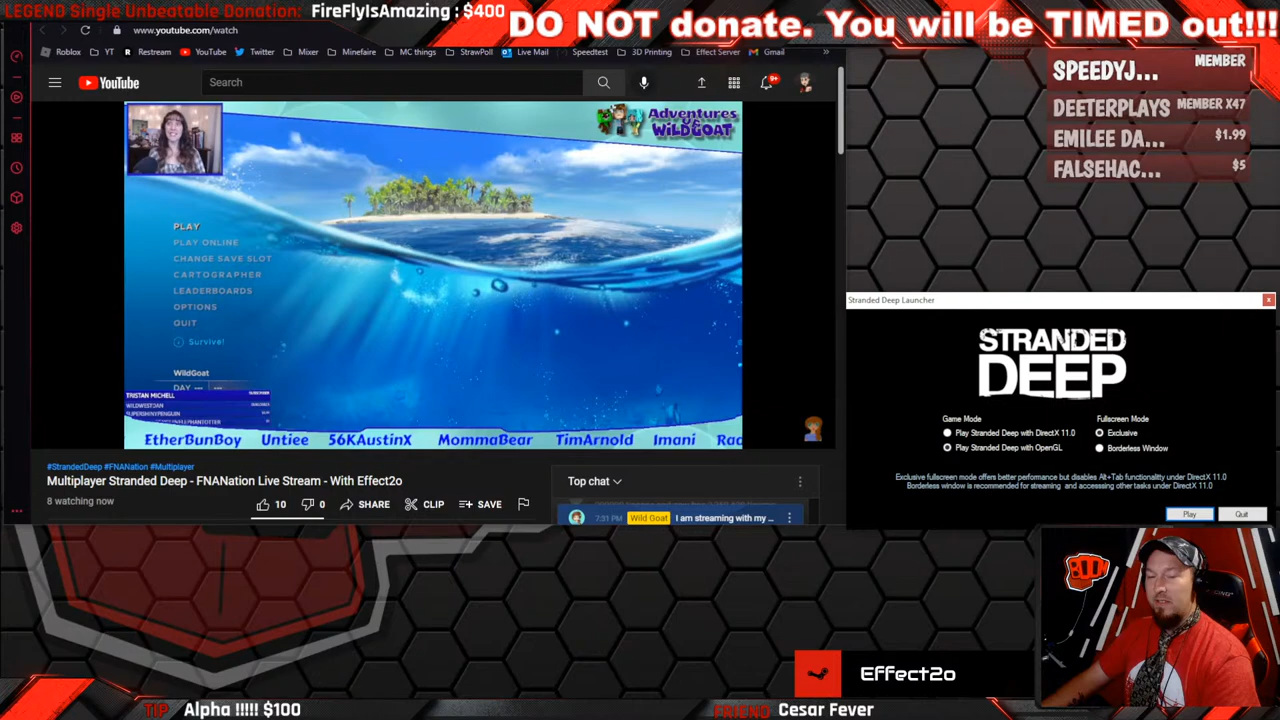 LEGEND Single Unbeatable Donation: FireFlyIsAmazing : $400
DO NOT donate. You will be TIMED out!!!
www.youtube.com/watch
Roblox YT Restream YouTube Twitter Mixer Minefaire MC things StrawPoll Live Mail Speedtest 3D Printing Effect Server Gmail »
SPEEDYJ... MEMBER
DEETERPLAYS MEMBER X47
EMILEE DA... $1.99
FALSEHAC... $5
YouTube
Search
9+
Adventures
WiLDGOAT
PLAY
PLAY ONLINE
CHANGE SAVE SLOT
CARTOGRAPHER
LEADERBOARDS
OPTIONS
QUIT
Survive!
WildGoat
DAY --- ---
TRISTAN MICHELL
EtherBunBoy Untiee 56KAustinX MommaBear TimArnold Imani Rac
#StrandedDeep #FNANation #Multiplayer
Multiplayer Stranded Deep - FNANation Live Stream - With Effect2o
8 watching now
10 0 SHARE CLIP SAVE
Top chat
7:31 PM Wild Goat I am streaming with my ...
Stranded Deep Launcher
STRANDED
DEEP
Game Mode
Play Stranded Deep with DirectX 11.0
Play Stranded Deep with OpenGL
Fullscreen Mode
Exclusive
Borderless Window
Exclusive fullscreen mode offers better performance but disables Alt+Tab functionality under DirectX 11.0
Borderless window is recommended for streaming and accessing other tasks under DirectX 11.0
Play Quit
BOOM
Effect2o
TIP Alpha !!!!! $100
FRIEND Cesar Fever